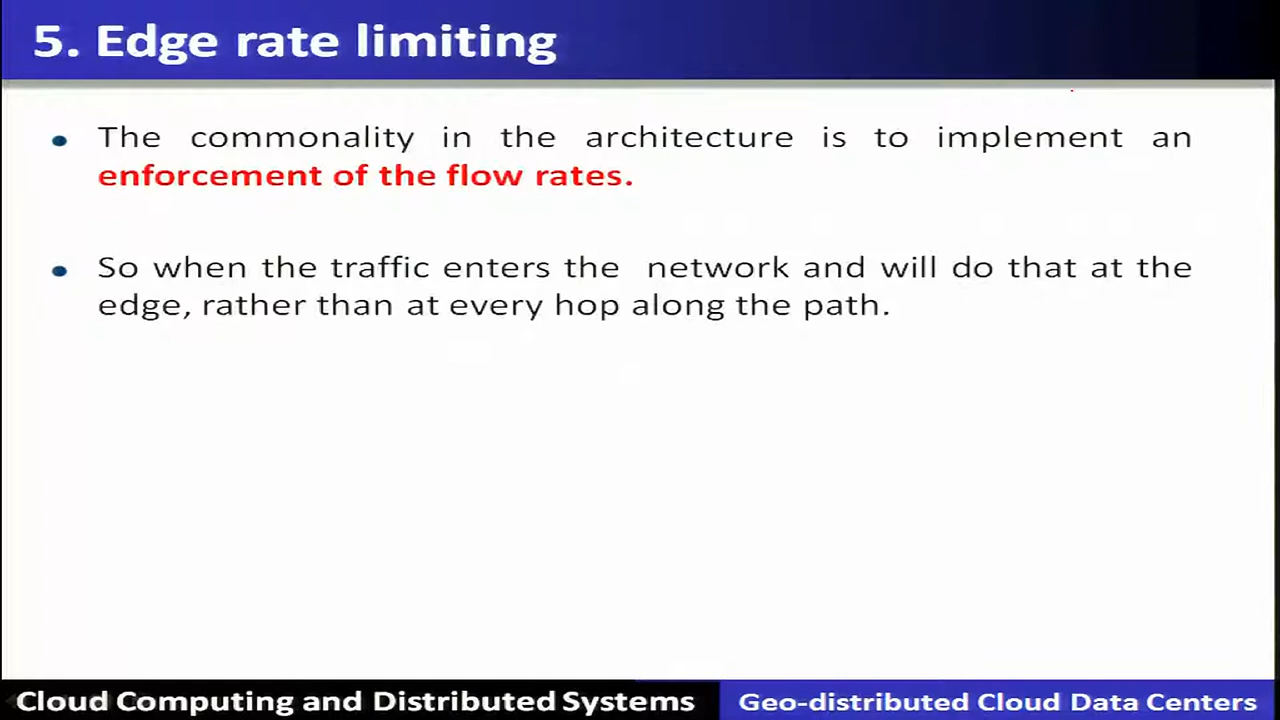 5. Edge rate limiting
The commonality in the architecture is to implement an
enforcement of the flow rates.
So when the traffic enters the network and will do that at the
edge, rather than at every hop along the path.
Cloud Computing and Distributed Systems
Geo-distributed Cloud Data Centers